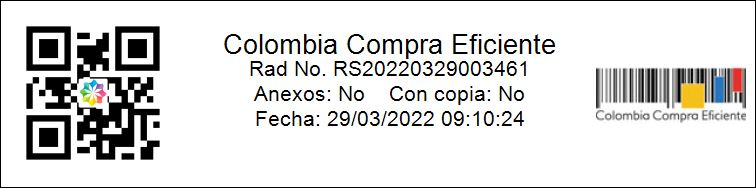 Colombia Compra Eficiente
Rad No. RS20220329003461
Anexos: No    Con copia: No
Fecha: 29/03/2022 09:10:24
Colombia Compra Eficiente